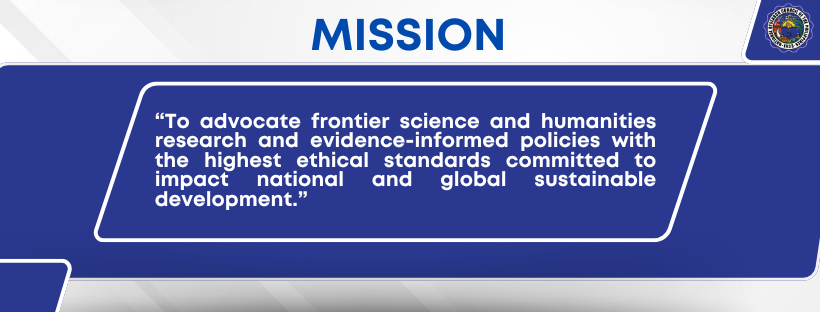 MISSION
“To advocate frontier science and humanities
research and evidence-informed policies with
the highest ethical standards committed to
impact national and global sustainable
development.”